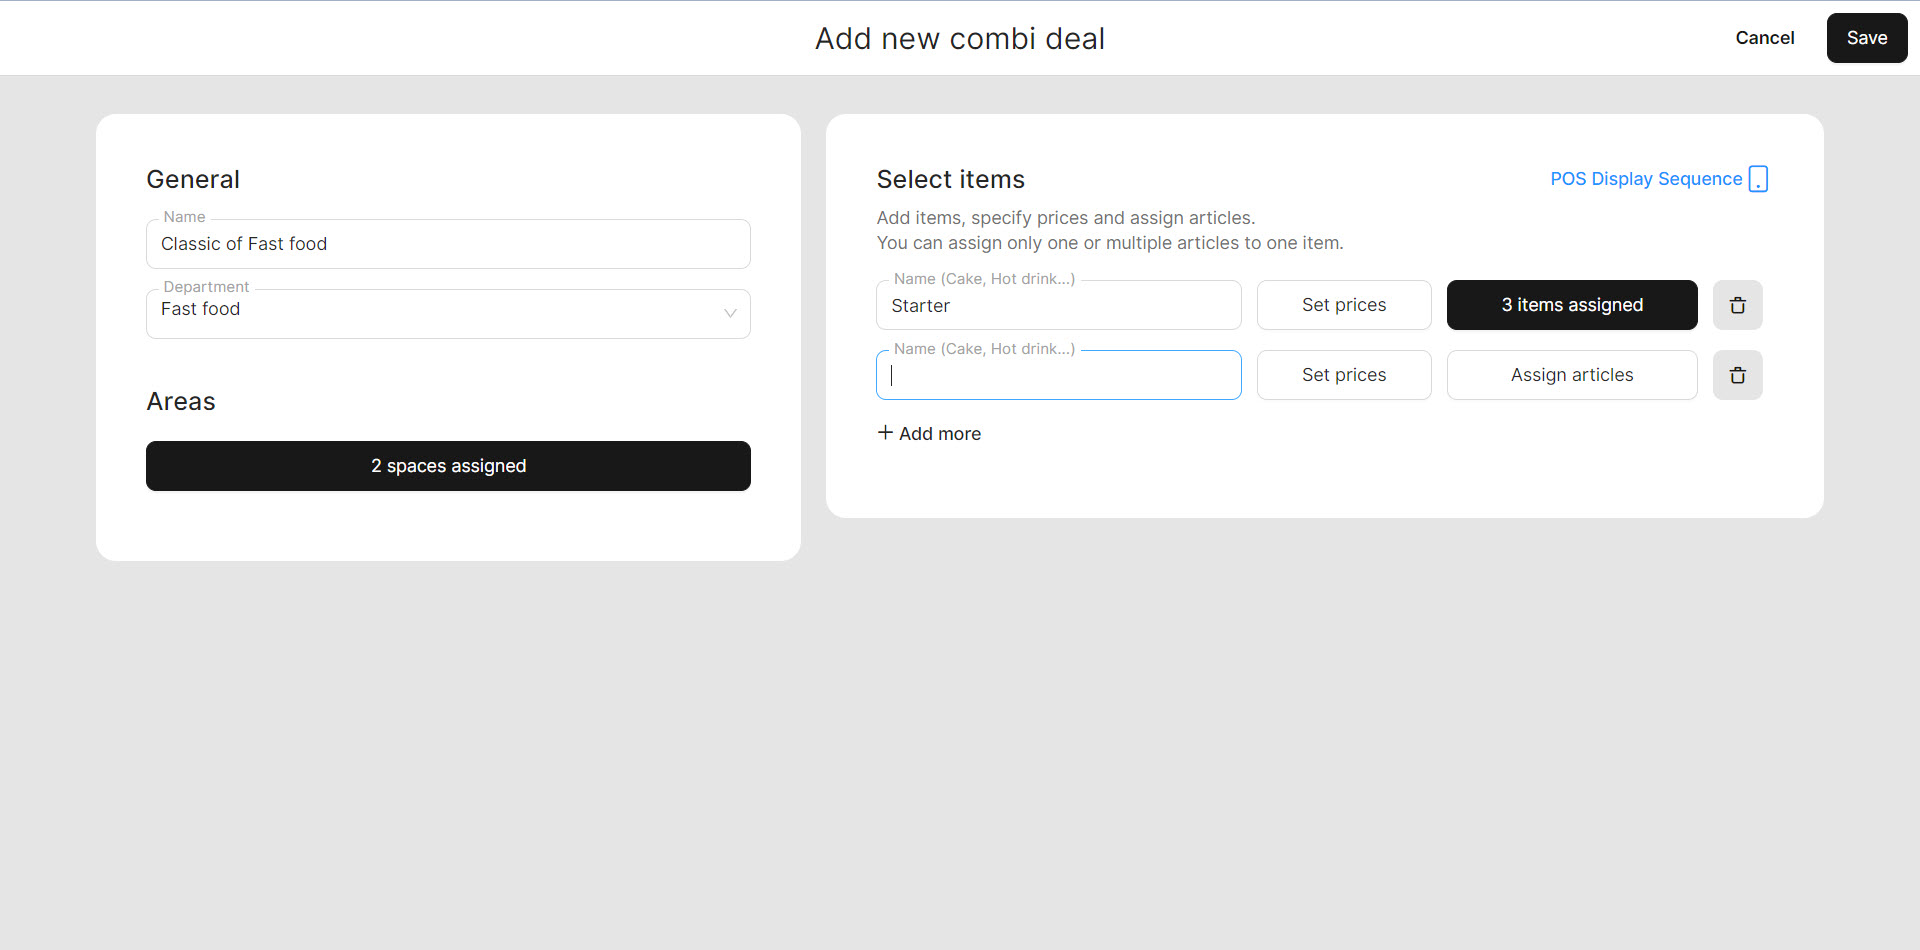 Add new combi deal
Cancel
Save
General
Name
Classic of Fast food
Department
Fast food
Areas
2 spaces assigned
Select items
POS Display Sequence
Add items, specify prices and assign articles.
You can assign only one or multiple articles to one item.
Name (Cake, Hot drink...)
Starter
Set prices
3 items assigned
Name (Cake, Hot drink...)
Set prices
Assign articles
+ Add more